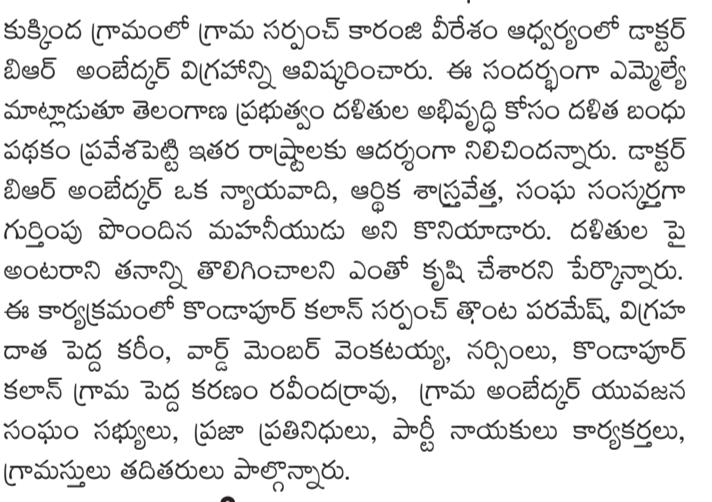 కుక్కింద గ్రామంలో గ్రామ సర్పంచ్ కారంజి వీరేశం ఆధ్వర్యంలో డాక్టర్
బిఆర్ అంబేద్కర్ విగ్రహాన్ని ఆవిష్కరించారు. ఈ సందర్భంగా ఎమ్మెల్యే
మాట్లాడుతూ తెలంగాణ ప్రభుత్వం దళితుల అభివృద్ధి కోసం దళిత బంధు
పథకం ప్రవేశపెట్టి ఇతర రాష్ట్రాలకు ఆదర్శంగా నిలిచిందన్నారు. డాక్టర్
బిఆర్ అంబేద్కర్ ఒక న్యాయవాది, ఆర్థిక శాస్త్రవేత్త, సంఘ సంస్కర్తగా
గుర్తింపు పొంందిన మహనీయుడు అని కొనియాడారు. దళితుల పై
అంటరాని తనాన్ని తొలిగించాలని ఎంతో కృషి చేశారని పేర్కొన్నారు.
ఈ కార్యక్రమంలో కొండాపూర్ కలాన్ సర్పంచ్ తొంట పరమేష్, విగ్రహ
దాత పెద్ద కరీం, వార్డ్ మెంబర్ వెంకటయ్య, నర్సింలు, కొండాపూర్
కలాన్ గ్రామ పెద్ద కరణం రవీందర్రావు, గ్రామ అంబేద్కర్ యువజన
సంఘం సభ్యులు, ప్రజా ప్రతినిధులు, పార్టీ నాయకులు కార్యకర్తలు,
గ్రామస్తులు తదితరులు పాల్గొన్నారు.